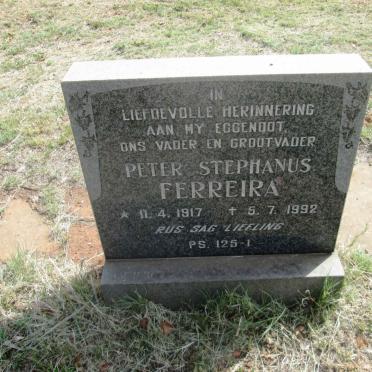 IN
LIEFDEVOLLE HERINNERING
AAN MY EGGENOOT,
ONS VADER EN GROOTVADER
PETER STEPHANUS
FERREIRA
* 11. 4. 1917 † 5. 7. 1992
RUS SAG LIEFLING
PS. 125-1